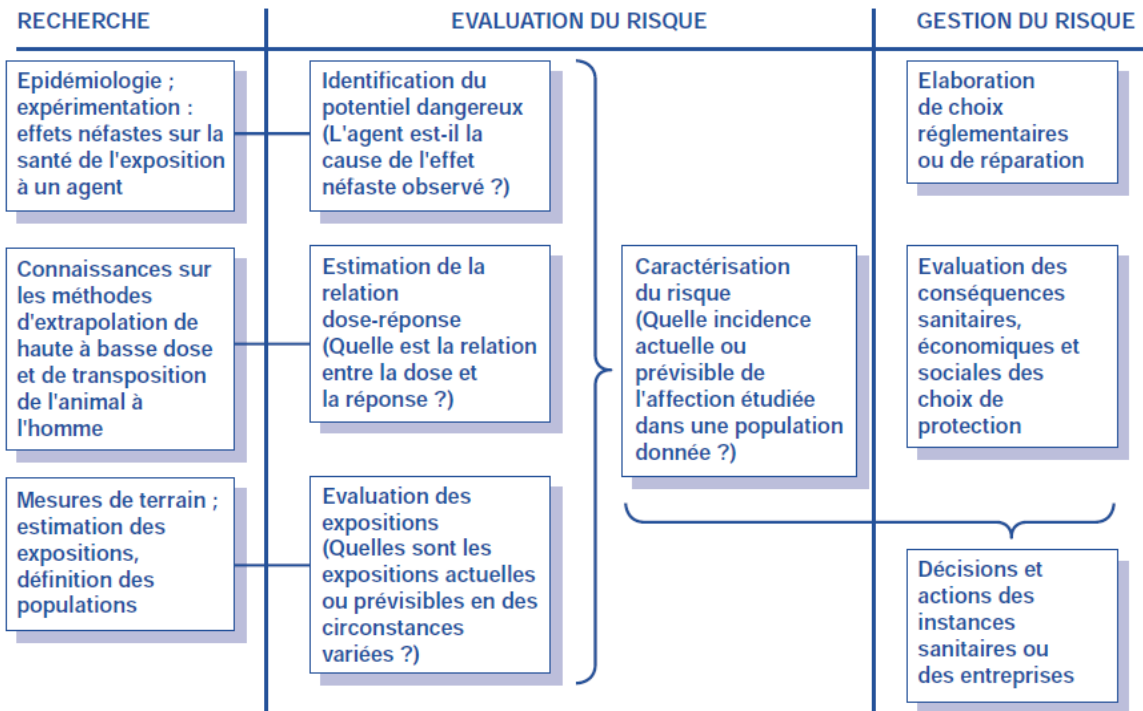 RECHERCHE
EVALUATION DU RISQUE
GESTION DU RISQUE
Epidémiologie ;
expérimentation :
effets néfastes sur la
santé de l'exposition
à un agent
Identification du
potentiel dangereux
(L'agent est-il la
cause de l'effet
néfaste observé ?)
Elaboration
de choix
réglementaires
ou de réparation
Connaissances sur
les méthodes
d'extrapolation de
haute à basse dose
et de transposition
de l'animal à
l'homme
Estimation de la
relation
dose-réponse
(Quelle est la relation
entre la dose et
la réponse ?)
Caractérisation
du risque
(Quelle incidence
actuelle ou
prévisible de
l'affection étudiée
dans une population
donnée ?)
Evaluation des
conséquences
sanitaires,
économiques et
sociales des
choix de
protection
Mesures de terrain ;
estimation des
expositions,
définition des
populations
Evaluation des
expositions
(Quelles sont les
expositions actuelles
ou prévisibles en des
circonstances
variées ?)
Décisions et
actions des
instances
sanitaires ou
des entreprises